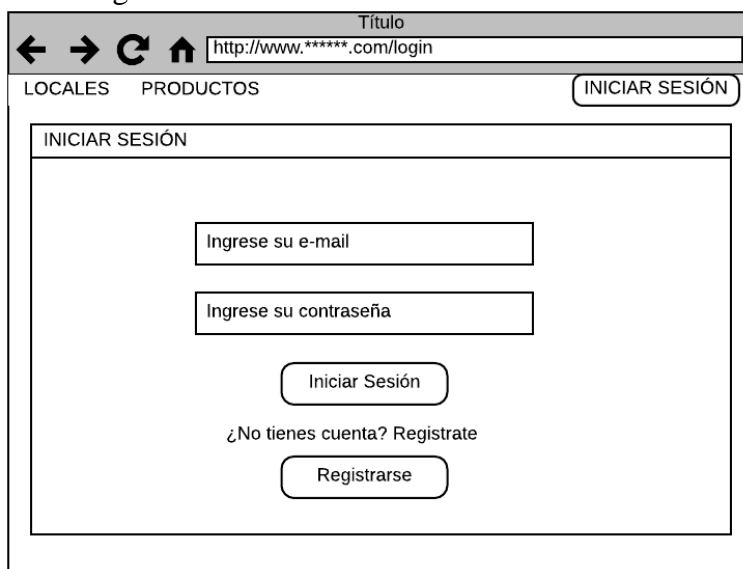 Título
http://www.******.com/login
LOCALES PRODUCTOS INICIAR SESIÓN
INICIAR SESIÓN
Ingrese su e-mail
Ingrese su contraseña
Iniciar Sesión
¿No tienes cuenta? Registrate
Registrarse